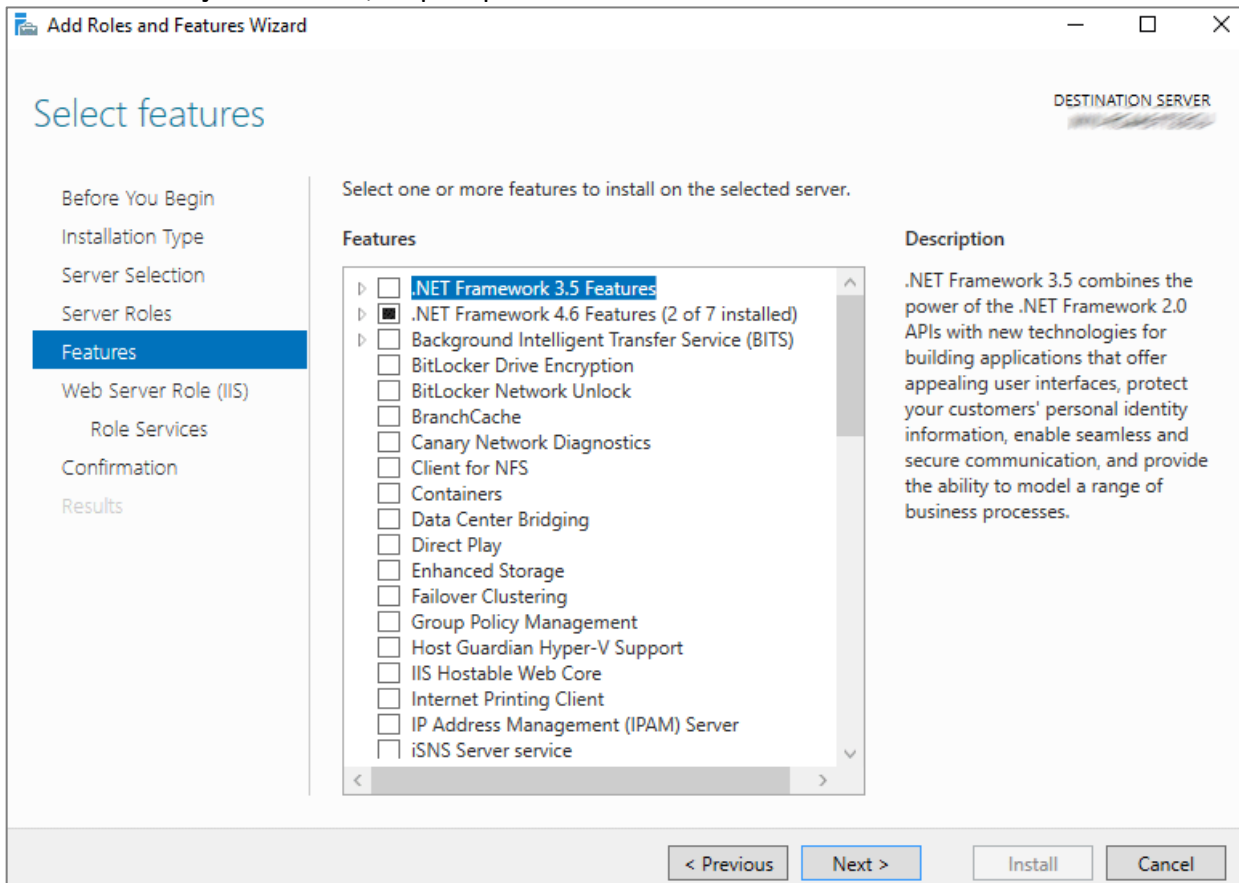 Add Roles and Features Wizard
Select features
DESTINATION SERVER
Before You Begin
Installation Type
Server Selection
Server Roles
Features
Web Server Role (IIS)
Role Services
Confirmation
Results
Select one or more features to install on the selected server.
Features
.NET Framework 3.5 Features
.NET Framework 4.6 Features (2 of 7 installed)
Background Intelligent Transfer Service (BITS)
BitLocker Drive Encryption
BitLocker Network Unlock
BranchCache
Canary Network Diagnostics
Client for NFS
Containers
Data Center Bridging
Direct Play
Enhanced Storage
Failover Clustering
Group Policy Management
Host Guardian Hyper-V Support
IIS Hostable Web Core
Internet Printing Client
IP Address Management (IPAM) Server
iSNS Server service
Description
.NET Framework 3.5 combines the
power of the .NET Framework 2.0
APIs with new technologies for
building applications that offer
appealing user interfaces, protect
your customers' personal identity
information, enable seamless and
secure communication, and provide
the ability to model a range of
business processes.
< Previous
Next >
Install
Cancel